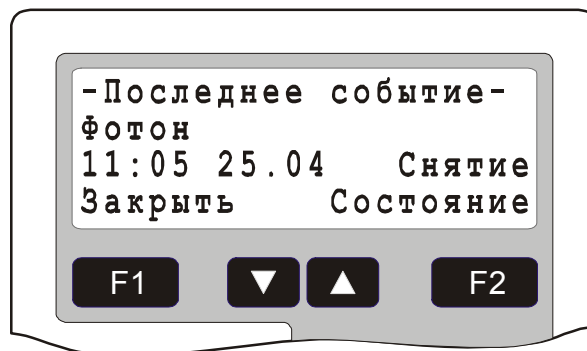 -Последнее событие-
Фотон
11:05 25.04 Снятие
Закрыть Состояние
F1 F2